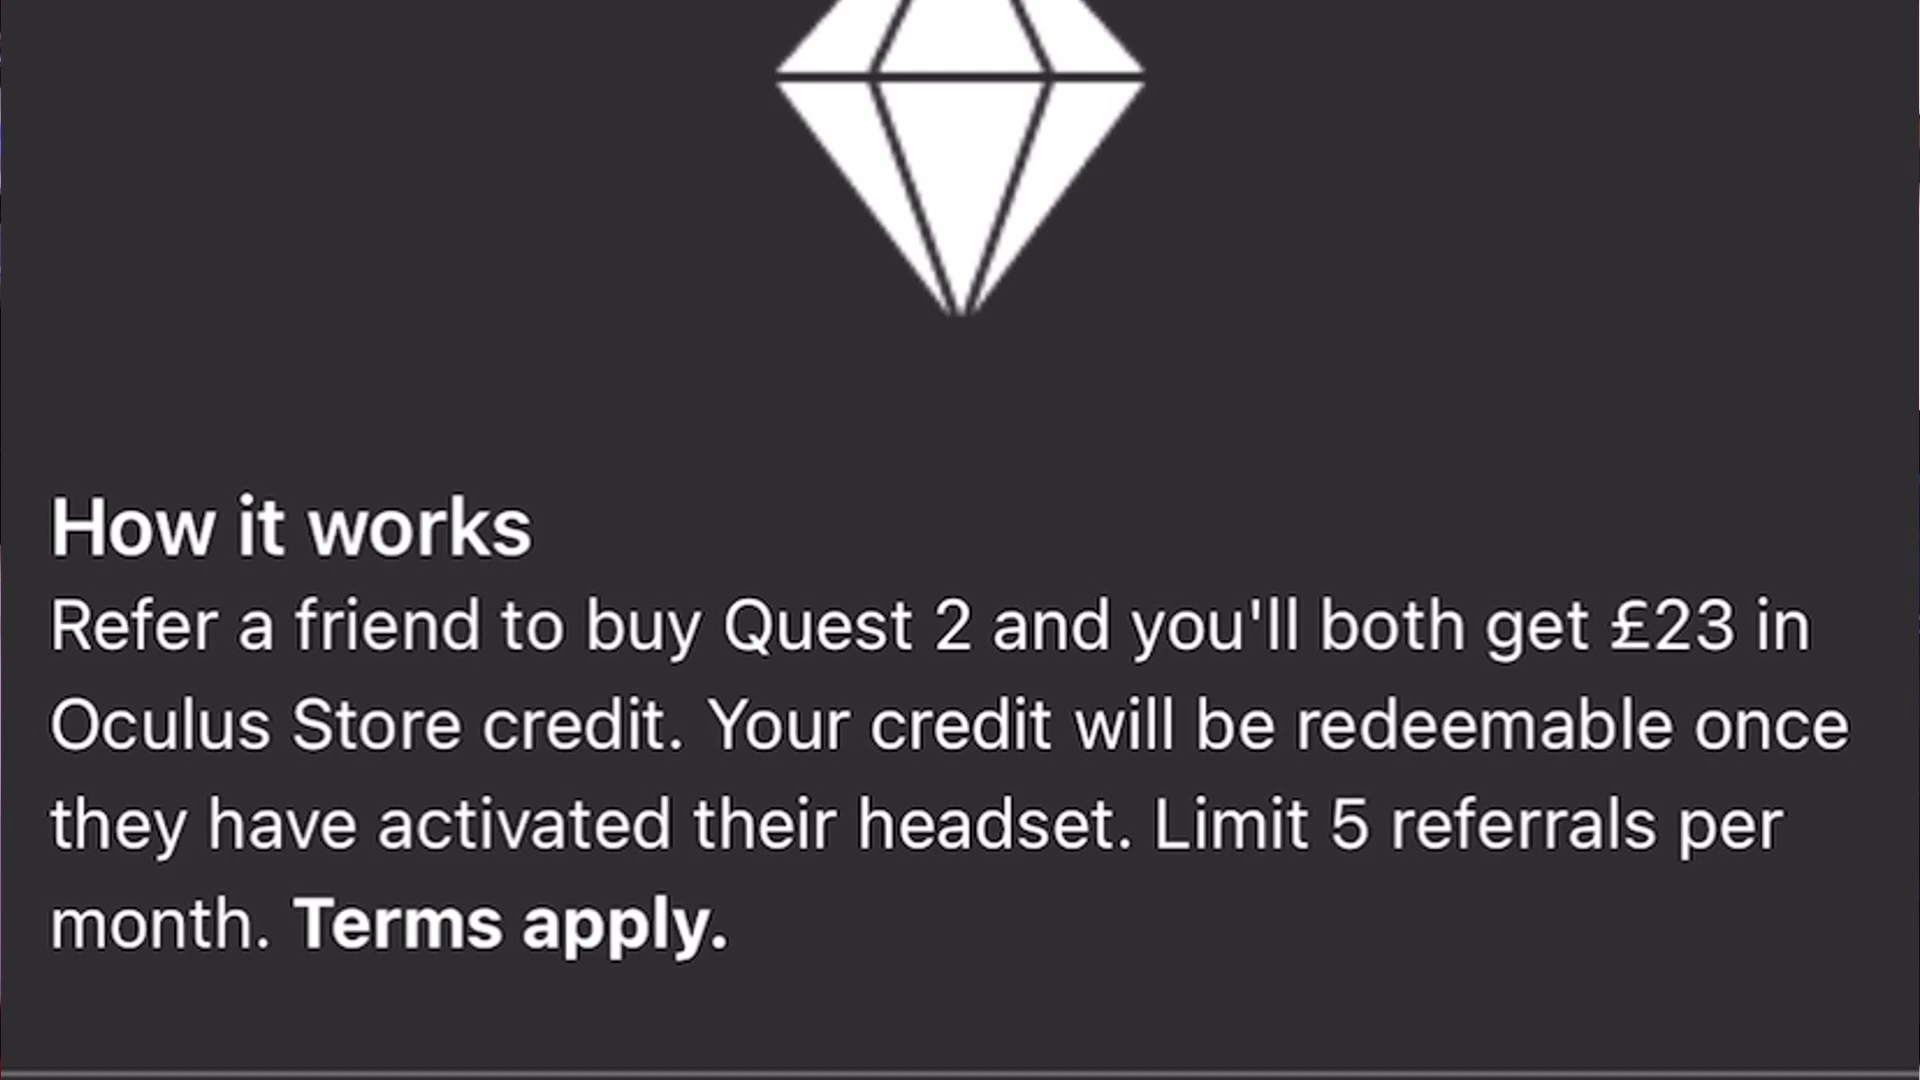 How it works
Refer a friend to buy Quest 2 and you'll both get £23 in
Oculus Store credit. Your credit will be redeemable once
they have activated their headset. Limit 5 referrals per
month. Terms apply.